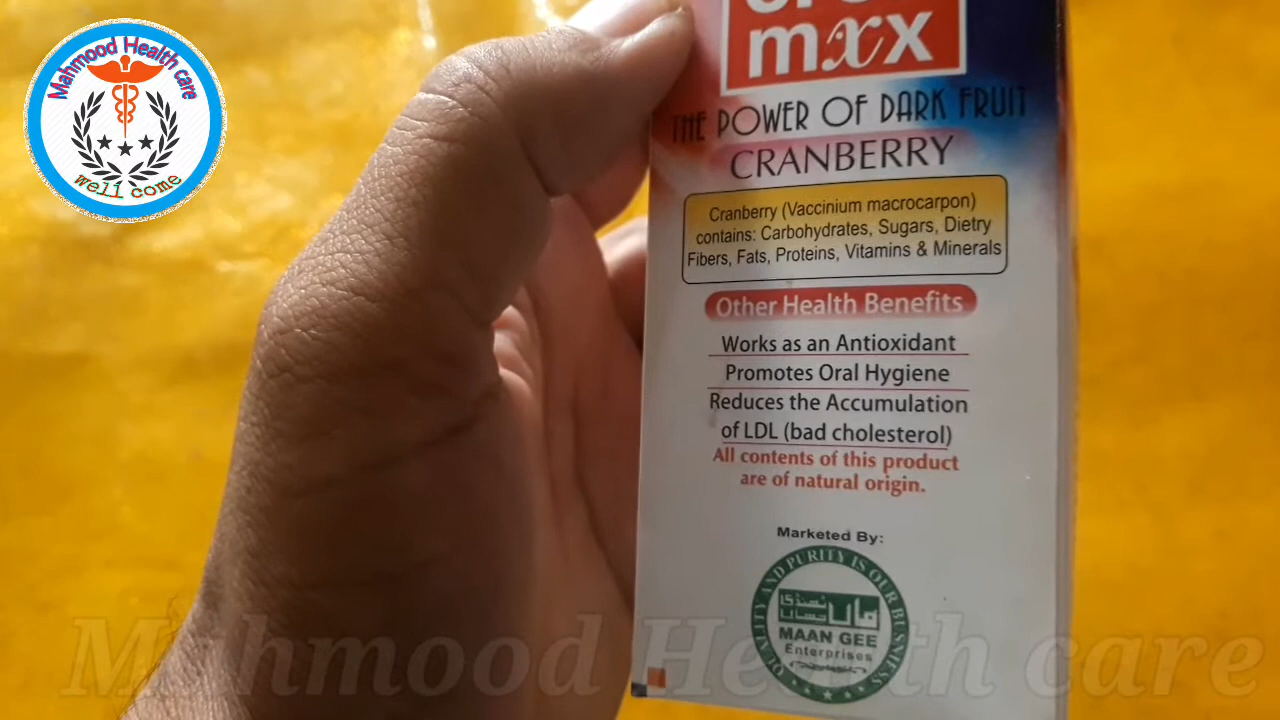 Mahmood Health care
well come
mxx
THE POWER OF DARK FRUIT
CRANBERRY
Cranberry (Vaccinium macrocarpon)
contains: Carbohydrates, Sugars, Dietry
Fibers, Fats, Proteins, Vitamins & Minerals
Other Health Benefits
Works as an Antioxidant
Promotes Oral Hygiene
Reduces the Accumulation
of LDL (bad cholesterol)
All contents of this product
are of natural origin.
Marketed By:
QUALITY AND PURITY IS OUR BUSINESS
MAAN GEE
Enterprises
Mahmood Health care